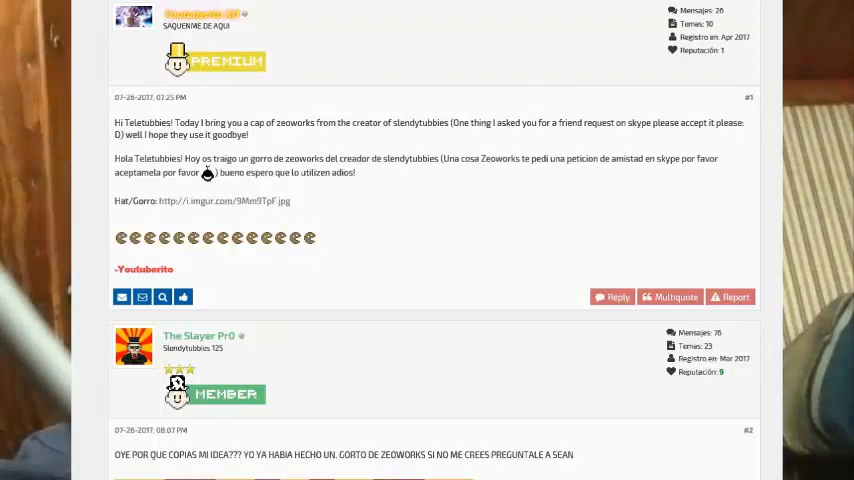 Youtuberito XD
SAQUENME DE AQUI
PREMIUM
Mensajes: 26
Temas: 10
Registro en: Apr 2017
Reputación: 1
07-26-2017, 07:25 PM
#1
Hi Teletubbies! Today I bring you a cap of zeoworks from the creator of slendytubbies (One thing I asked you for a friend request on skype please accept it please:
D) well I hope they use it goodbye!
Hola Teletubbies! Hoy os traigo un gorro de zeoworks del creador de slendytubbies (Una cosa Zeoworks te pedi una peticion de amistad en skype por favor
aceptamela por favor ) bueno espero que lo utilizen adios!
Hat/Gorro: http://i.imgur.com/9Mm9TpF.jpg
-Youtuberito
Reply
Multiquote
Report
The Slayer Pr0
Slendytubbies 125
MEMBER
Mensajes: 76
Temas: 23
Registro en: Mar 2017
Reputación: 9
07-26-2017, 08:07 PM
#2
OYE POR QUE COPIAS MI IDEA??? YO YA HABIA HECHO UN. GORTO DE ZEOWORKS SI NO ME CREES PREGUNTALE A SEAN